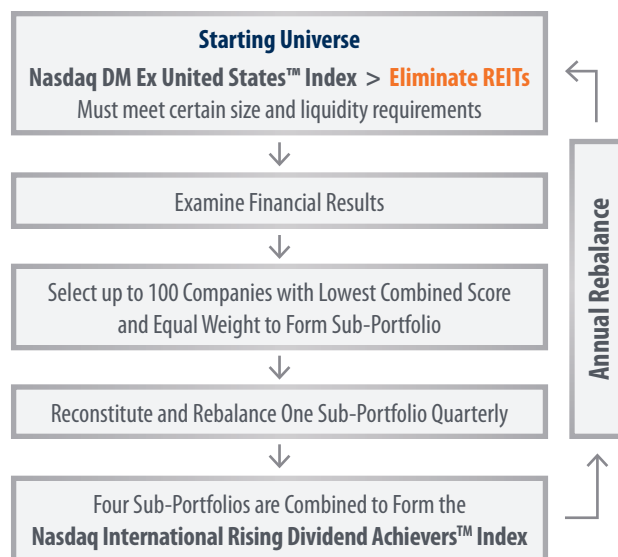 Starting Universe
Nasdaq DM Ex United States™ Index > Eliminate REITs
Must meet certain size and liquidity requirements
Examine Financial Results
Select up to 100 Companies with Lowest Combined Score
and Equal Weight to Form Sub-Portfolio
Reconstitute and Rebalance One Sub-Portfolio Quarterly
Four Sub-Portfolios are Combined to Form the
Nasdaq International Rising Dividend Achievers™ Index
Annual Rebalance